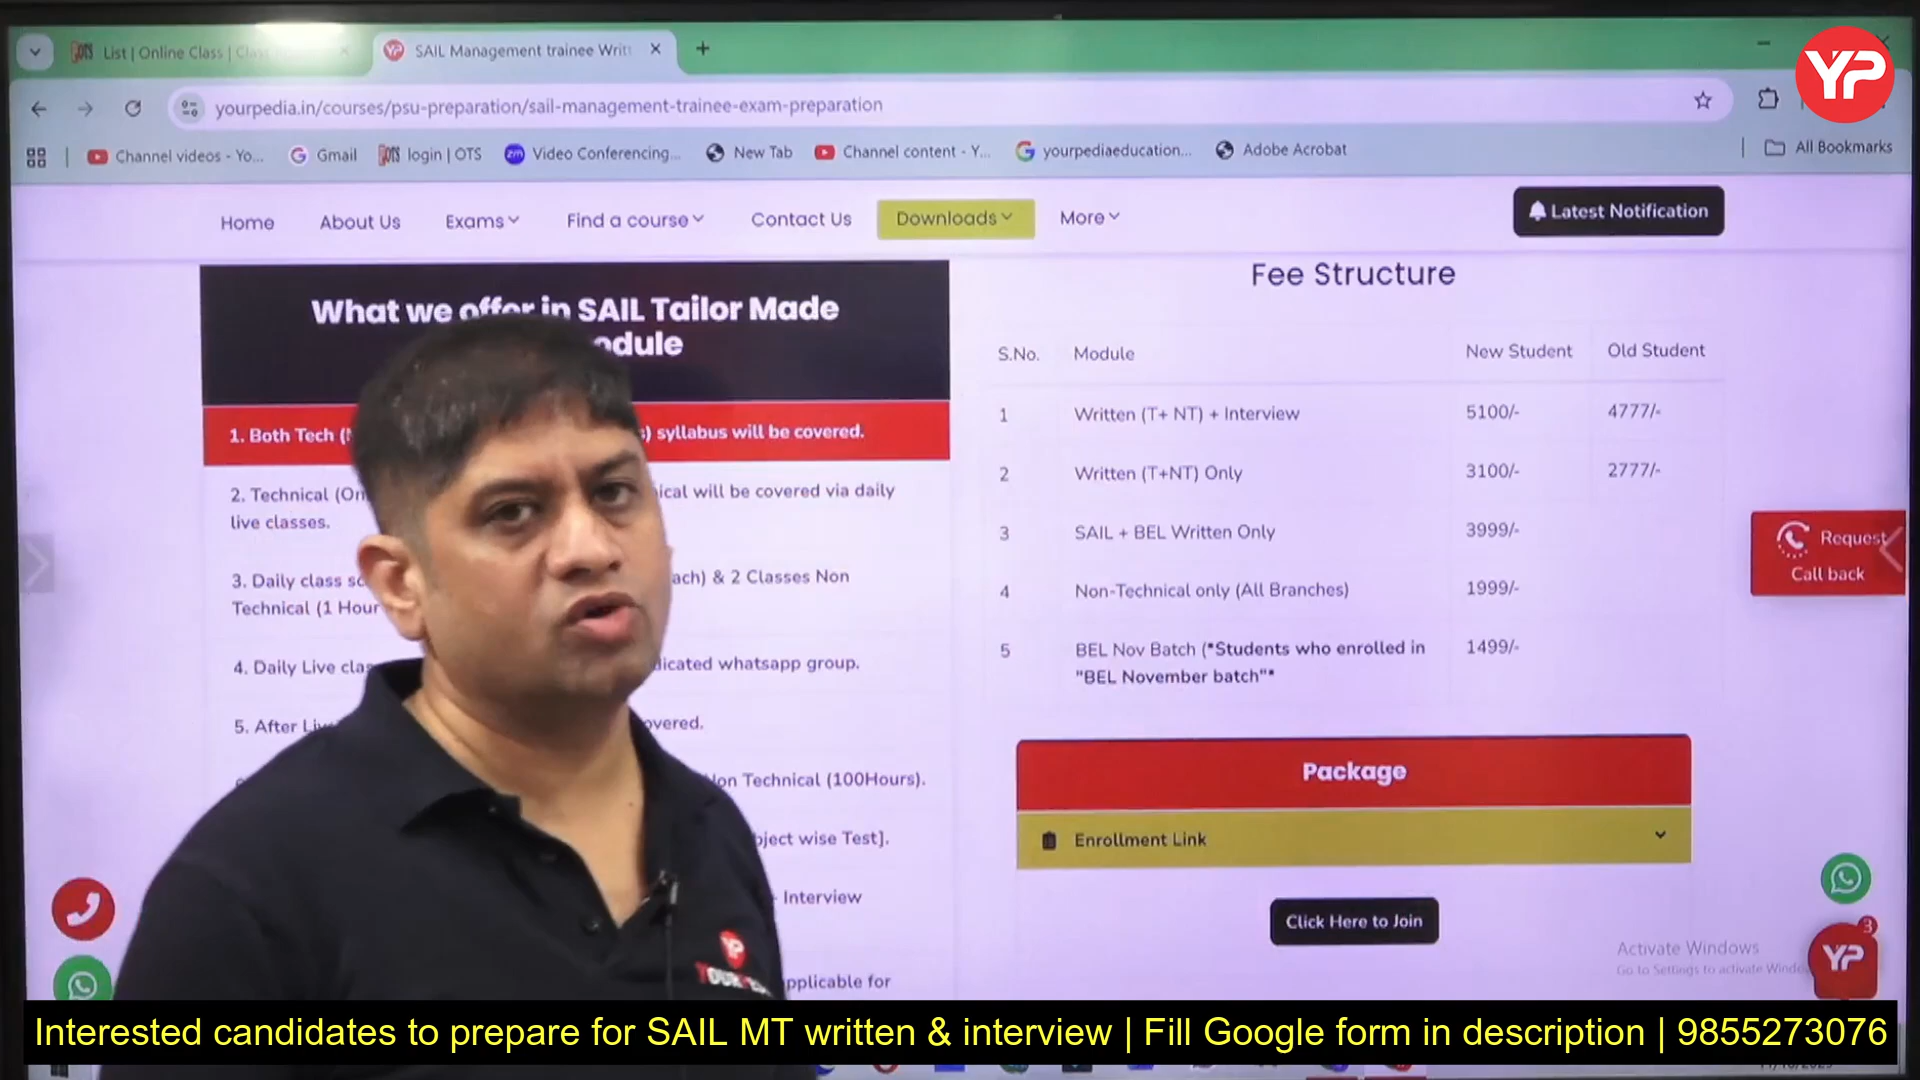 List | Online Class |
SAIL Management trainee Writ
YP
yourpedia.in/courses/psu-preparation/sail-management-trainee-exam-preparation
Channel videos - Yo...
Gmail
login | OTS
Video Conferencing...
New Tab
Channel content - Y...
yourpediaeducation...
Adobe Acrobat
All Bookmarks
Home
About Us
Exams
Find a course
Contact Us
Downloads
More
Latest Notification
What we offer in SAIL Tailor Made
odule
1. Both Tech (
) syllabus will be covered.
2. Technical (On
ical will be covered via daily
live classes.
3. Daily class sc
ach) & 2 Classes Non
Technical (1 Hour
4. Daily Live clas
dicated whatsapp group.
5. After Liv
overed.
Non Technical (100Hours).
bject wise Test].
Interview
pplicable for
Fee Structure
S.No. Module New Student Old Student
1 Written (T+ NT) + Interview 5100/- 4777/-
2 Written (T+NT) Only 3100/- 2777/-
3 SAIL + BEL Written Only 3999/-
4 Non-Technical only (All Branches) 1999/-
5 BEL Nov Batch (*Students who enrolled in 1499/-
"BEL November batch"*
Request
Call back
Package
Enrollment Link
Click Here to Join
Activate Windows
Go to Settings to activate Windo
3
YP
YP
Interested candidates to prepare for SAIL MT written & interview | Fill Google form in description | 9855273076